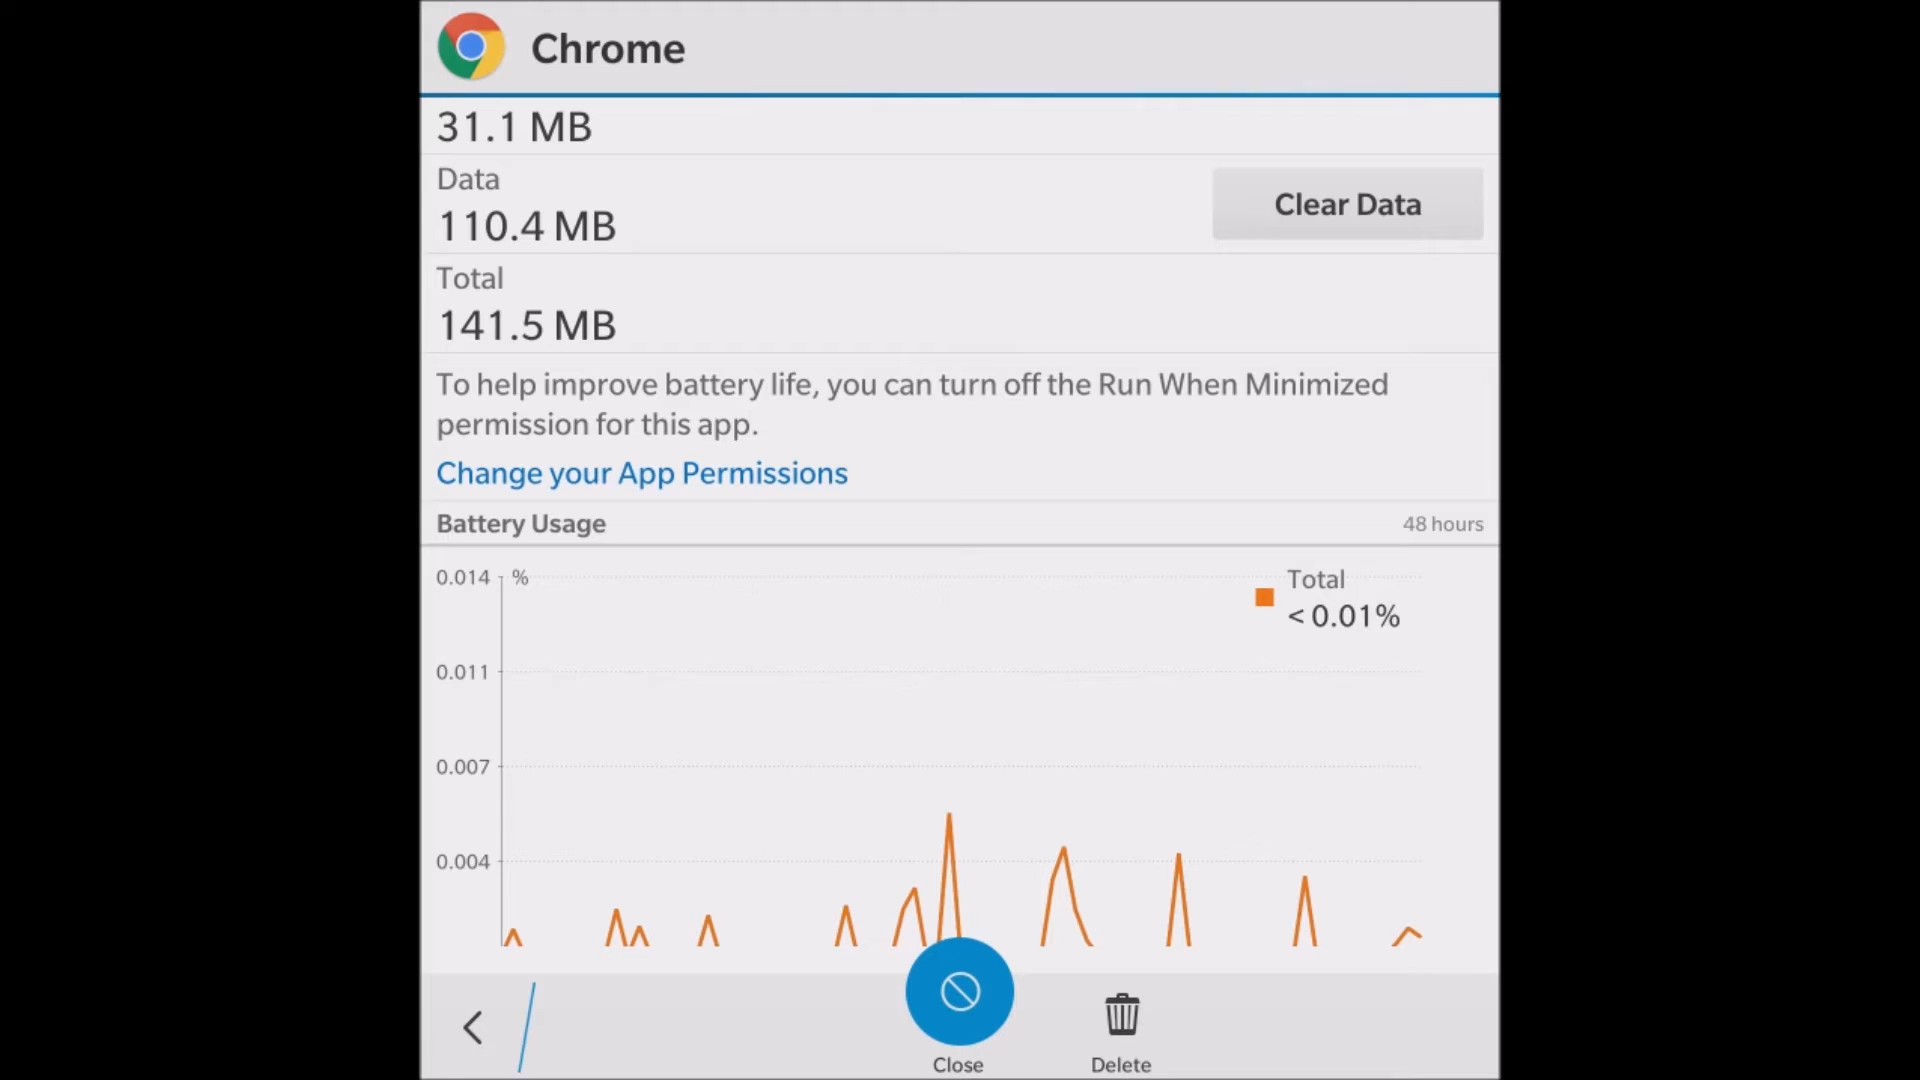 Chrome
31.1 MB
Data
110.4 MB
Clear Data
Total
141.5 MB
To help improve battery life, you can turn off the Run When Minimized
permission for this app.
Change your App Permissions
Battery Usage
48 hours
0.014 %
Total
< 0.01%
0.011
0.007
0.004
Close
Delete